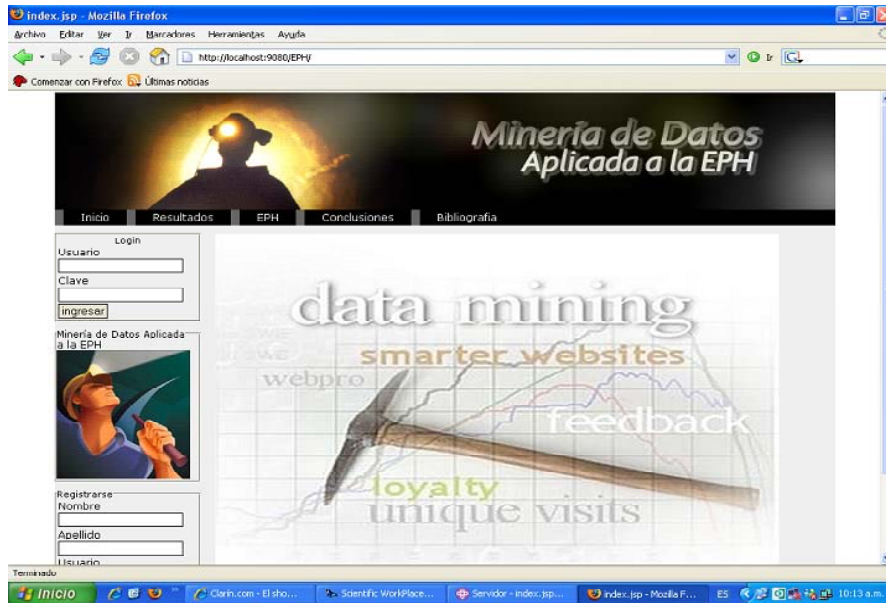 index.jsp - Mozilla Firefox
Archivo Editar Ver Ir Marcadores Herramientas Ayuda
http://localhost:9080/EPH/
Ir
Comenzar con Firefox Últimas noticias
Minería de Datos
Aplicada a la EPH
Inicio Resultados EPH Conclusiones Bibliografia
Login
Usuario
Clave
ingresar
Minería de Datos Aplicada
a la EPH
Registrarse
Nombre
Apellido
Usuario
data mining
smarter websites
webpro
feedback
loyalty
unique visits
Terminado
Inicio
Clarin.com - El sho...
Scientific WorkPlace...
Servidor - index.jsp...
index.jsp - Mozilla F...
ES
10:13 a.m.